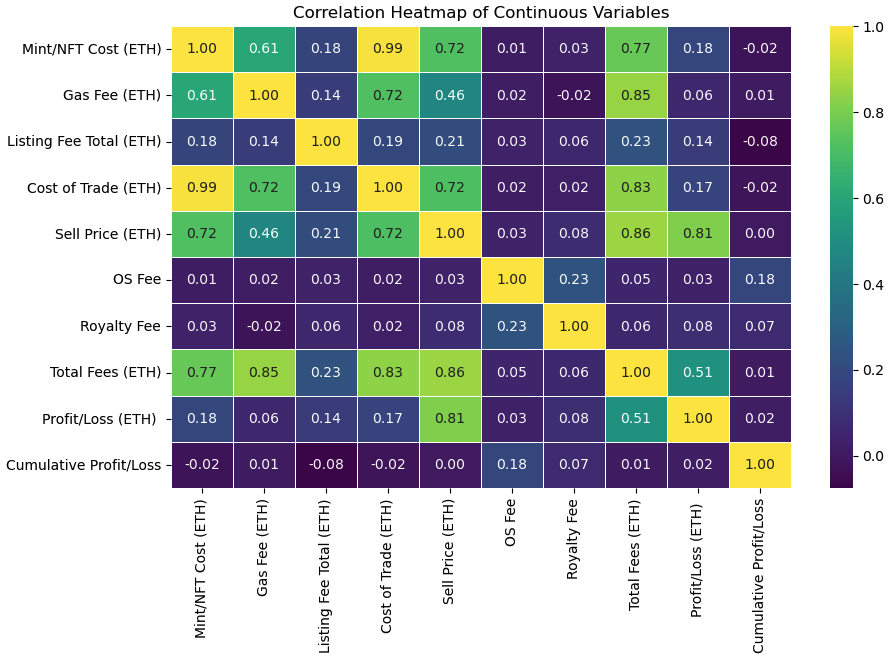 Correlation Heatmap of Continuous Variables
Mint/NFT Cost (ETH) 1.00 0.61 0.18 0.99 0.72 0.01 0.03 0.77 0.18 -0.02
Gas Fee (ETH) 0.61 1.00 0.14 0.72 0.46 0.02 -0.02 0.85 0.06 0.01
Listing Fee Total (ETH) 0.18 0.14 1.00 0.19 0.21 0.03 0.06 0.23 0.14 -0.08
Cost of Trade (ETH) 0.99 0.72 0.19 1.00 0.72 0.02 0.02 0.83 0.17 -0.02
Sell Price (ETH) 0.72 0.46 0.21 0.72 1.00 0.03 0.08 0.86 0.81 0.00
OS Fee 0.01 0.02 0.03 0.02 0.03 1.00 0.23 0.05 0.03 0.18
Royalty Fee 0.03 -0.02 0.06 0.02 0.08 0.23 1.00 0.06 0.08 0.07
Total Fees (ETH) 0.77 0.85 0.23 0.83 0.86 0.05 0.06 1.00 0.51 0.01
Profit/Loss (ETH) 0.18 0.06 0.14 0.17 0.81 0.03 0.08 0.51 1.00 0.02
Cumulative Profit/Loss -0.02 0.01 -0.08 -0.02 0.00 0.18 0.07 0.01 0.02 1.00
Mint/NFT Cost (ETH)
Gas Fee (ETH)
Listing Fee Total (ETH)
Cost of Trade (ETH)
Sell Price (ETH)
OS Fee
Royalty Fee
Total Fees (ETH)
Profit/Loss (ETH)
Cumulative Profit/Loss
1.0
0.8
0.6
0.4
0.2
0.0